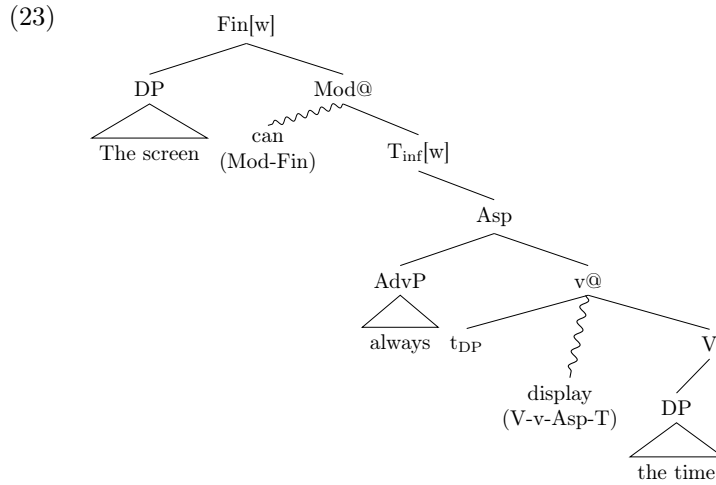 (23)
Fin[w]
DP
Mod@
The screen
can
(Mod-Fin)
T_inf[w]
Asp
AdvP
v@
always
t_DP
V
display
(V-v-Asp-T)
DP
the time